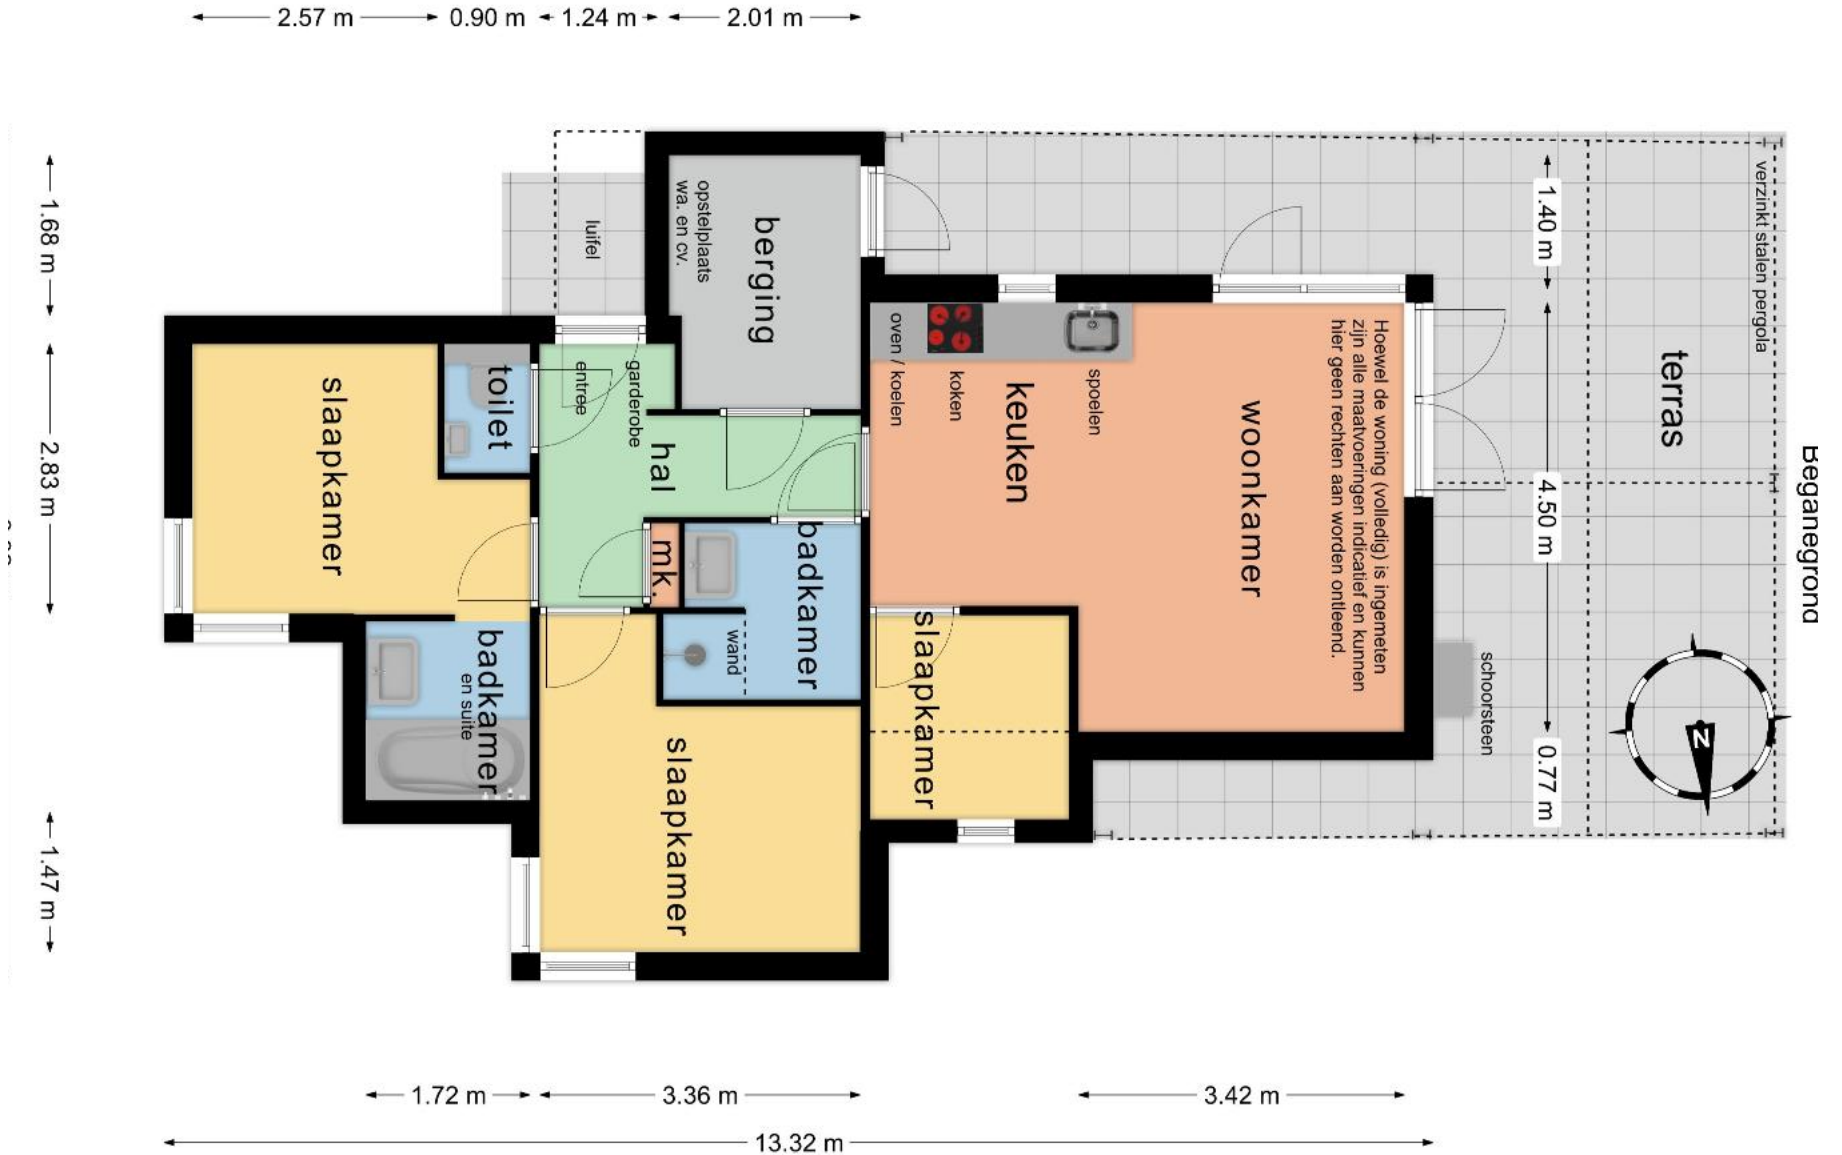 2.57 m
0.90 m
1.24 m
2.01 m
1.68 m
2.83 m
1.47 m
luifel
opstelplaats
wa. en cv.
berging
slaapkamer
toilet
entree
garderobe
hal
mk.
badkamer
wand
badkamer
en suite
slaapkamer
slaapkamer
oven / koelen
koken
spoelen
keuken
woonkamer
Hoewel de woning (volledig) is ingemeten
zijn alle maatvoeringen indicatief en kunnen
hier geen rechten aan worden ontleend.
1.40 m
4.50 m
0.77 m
terras
verzinkt stalen pergola
schoorsteen
N
Beganegrond
1.72 m
3.36 m
3.42 m
13.32 m